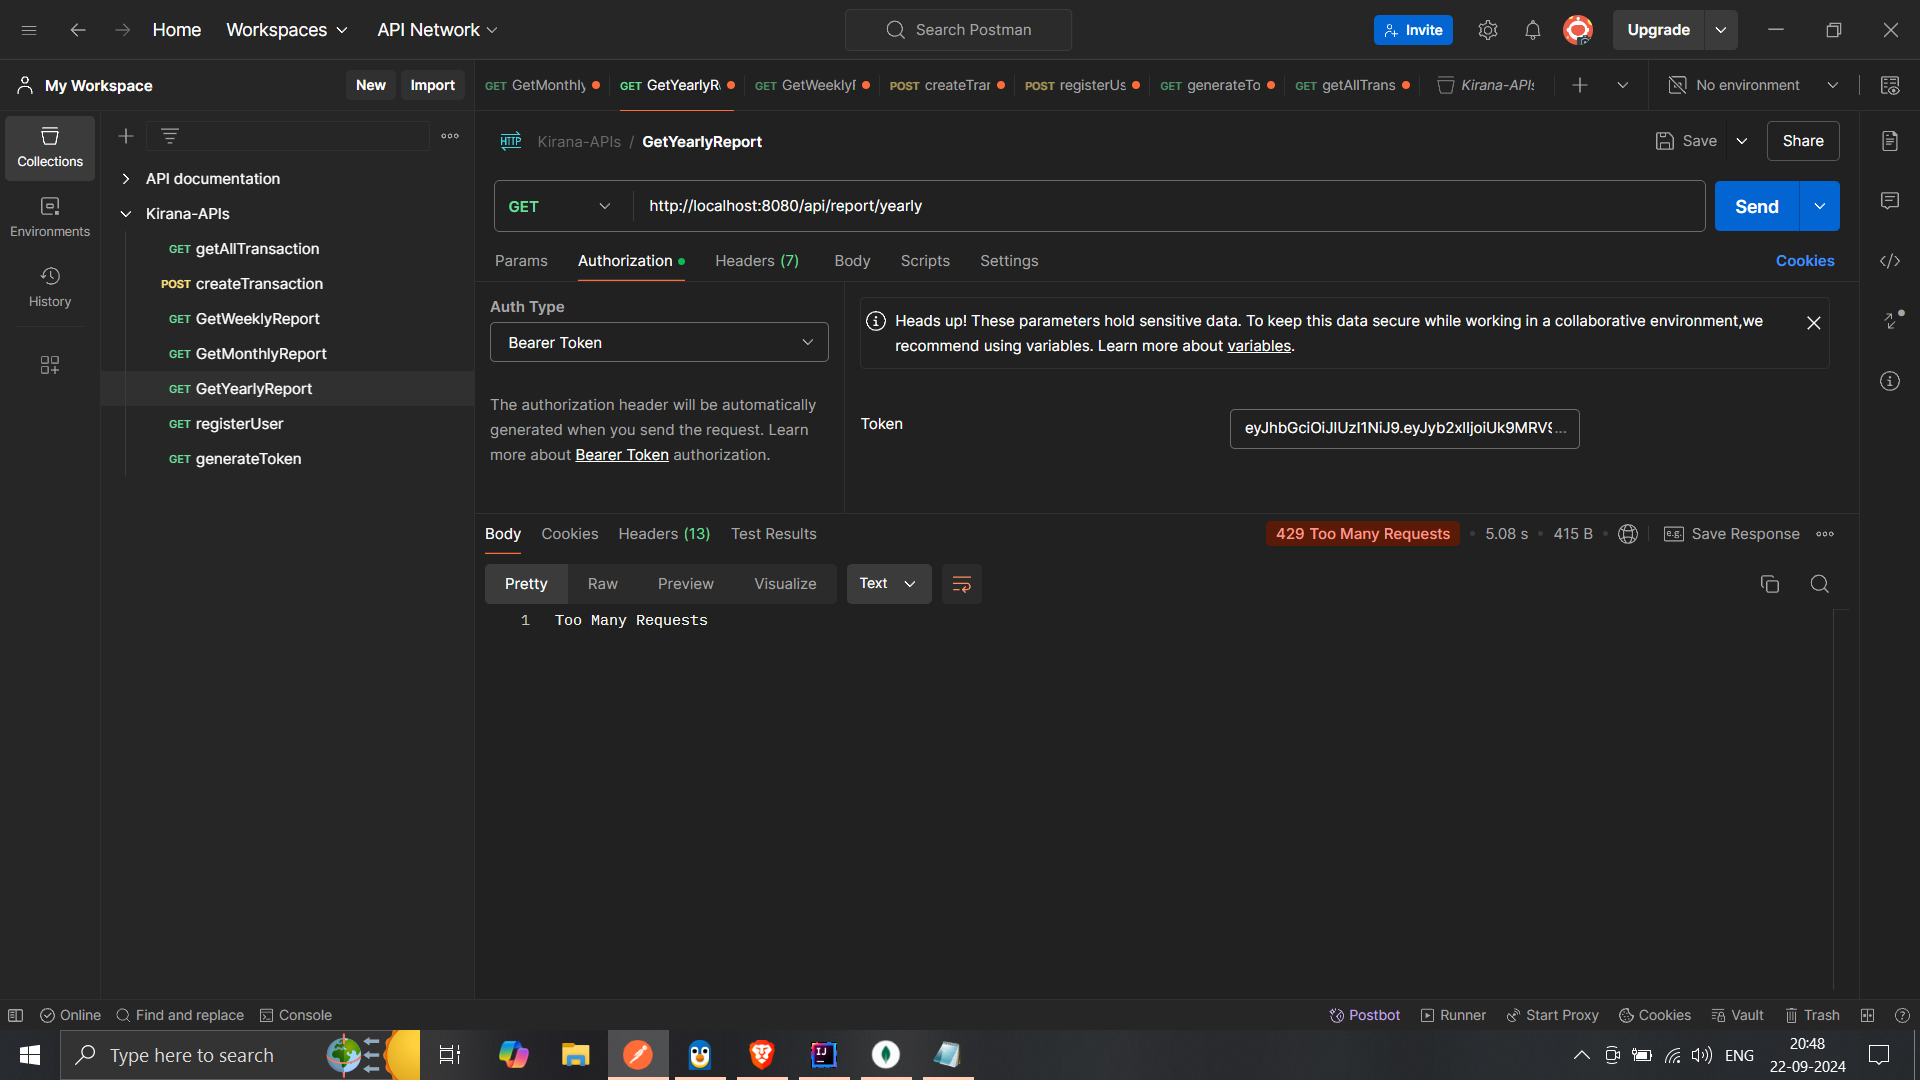 Home Workspaces API Network Search Postman Invite Upgrade
My Workspace New Import
GET GetMonthly GET GetYearlyR GET GetWeeklyF POST createTrar POST registerUs GET generateTo GET getAllTrans Kirana-APIs No environment
Collections
Environments
History
API documentation
Kirana-APIs
GET getAllTransaction
POST createTransaction
GET GetWeeklyReport
GET GetMonthlyReport
GET GetYearlyReport
GET registerUser
GET generateToken
HTTP Kirana-APIs / GetYearlyReport Save Share
GET http://localhost:8080/api/report/yearly Send
Params Authorization Headers (7) Body Scripts Settings Cookies
Auth Type
Bearer Token
The authorization header will be automatically
generated when you send the request. Learn
more about Bearer Token authorization.
Heads up! These parameters hold sensitive data. To keep this data secure while working in a collaborative environment,we
recommend using variables. Learn more about variables.
Token
Body Cookies Headers (13) Test Results 429 Too Many Requests 5.08 s 415 B e.g. Save Response
Pretty Raw Preview Visualize Text
1 Too Many Requests
Online Find and replace Console Postbot Runner Start Proxy Cookies Vault Trash
Type here to search ENG
20:48
22-09-2024